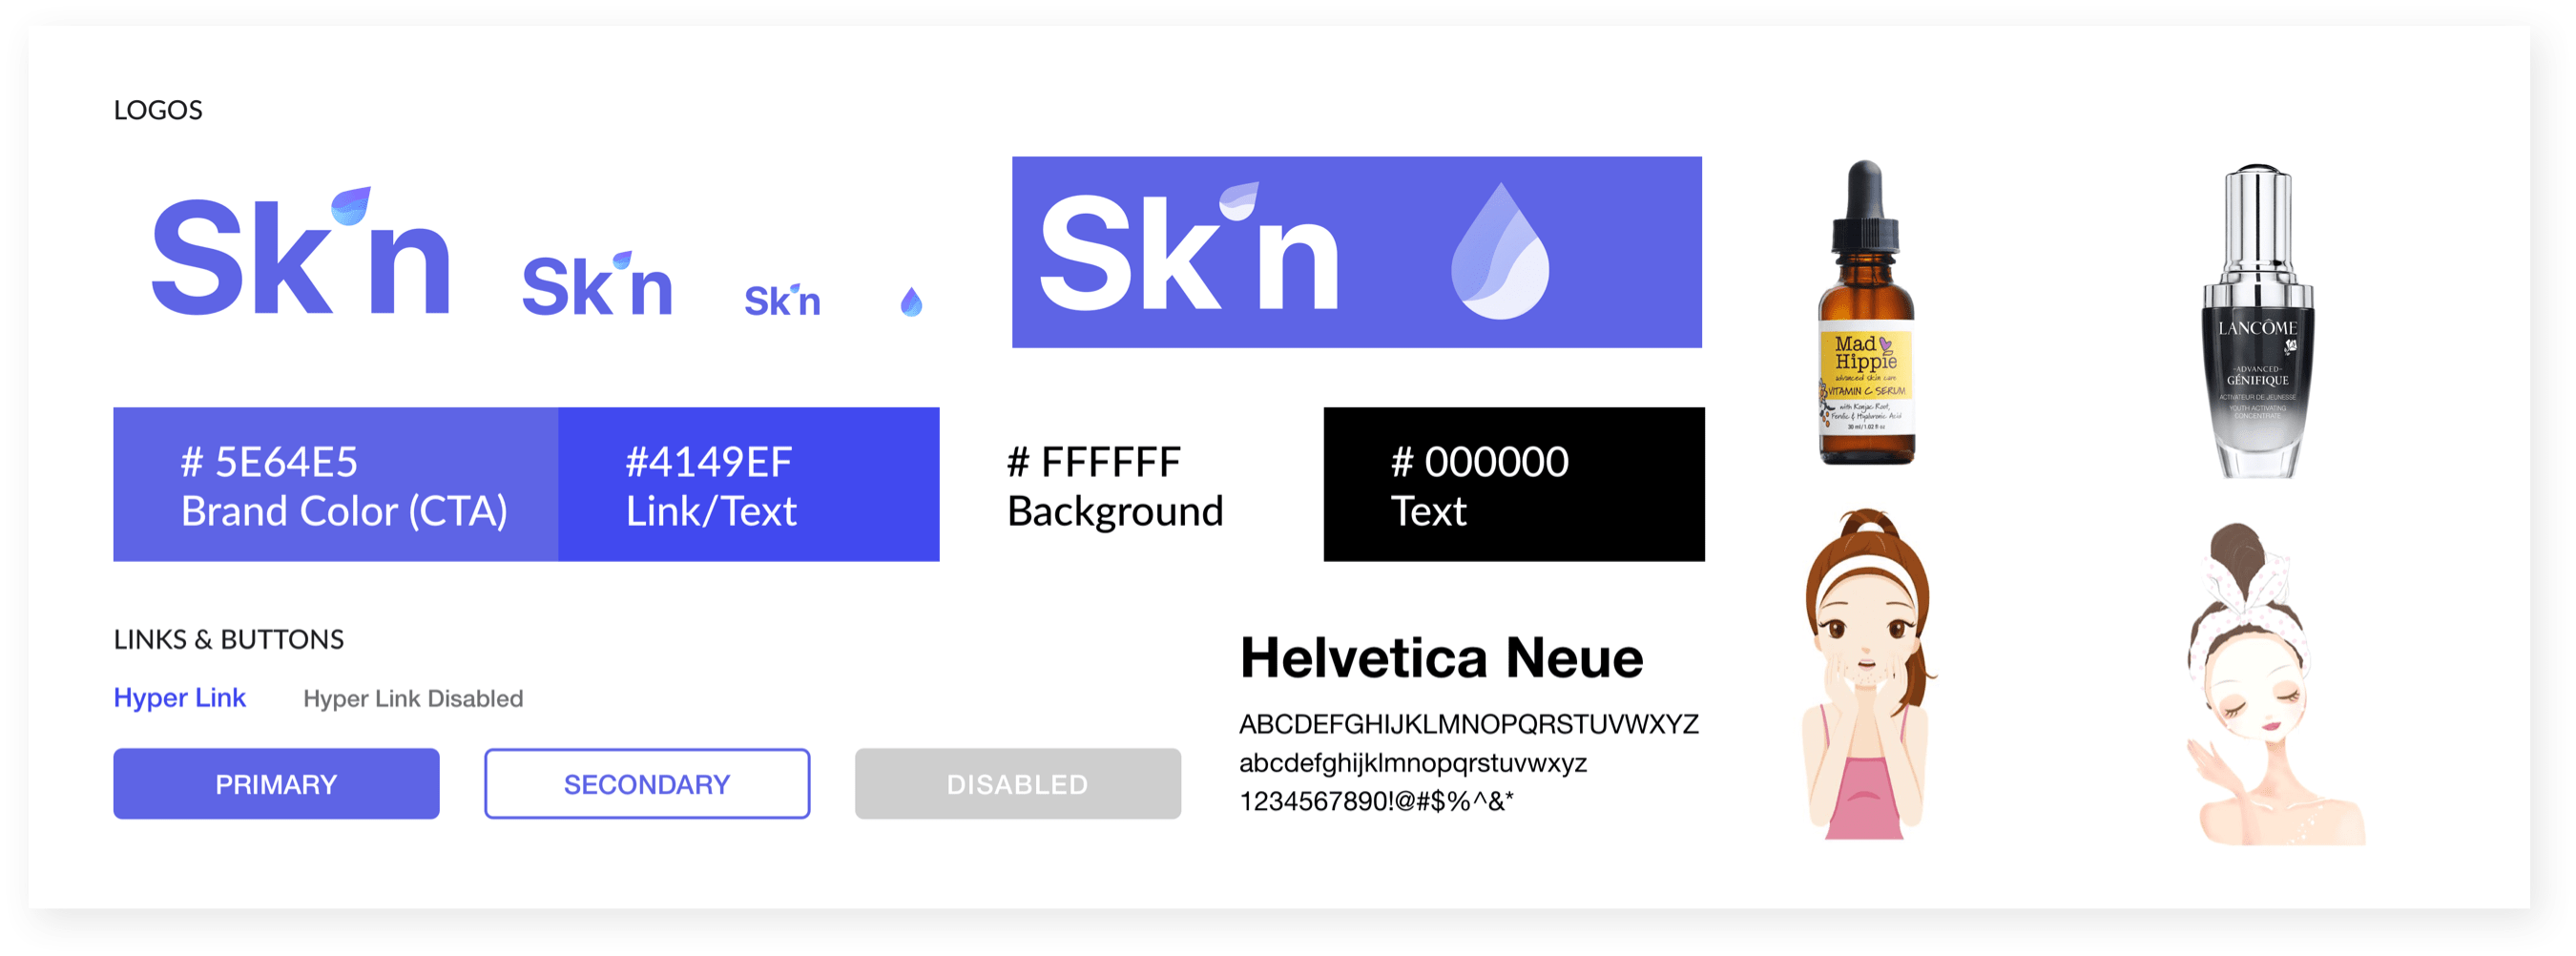 LOGOS
Sk'n
Sk'n
Sk'n
Sk'n
# 5E64E5
Brand Color (CTA)
#4149EF
Link/Text
# FFFFFF
Background
# 000000
Text
LINKS & BUTTONS
Hyper Link
Hyper Link Disabled
PRIMARY
SECONDARY
DISABLED
Helvetica Neue
ABCDEFGHIJKLMNOPQRSTUVWXYZ
abcdefghijklmnopqrstuvwxyz
1234567890!@#$%^&*
Mad
Hippie
advanced skin care
VITAMIN C SERUM
with Konjac Root,
Ferulic & Hyaluronic Acid
30 ml/1.02 fl oz
LANCÔME
-ADVANCED-
GÉNIFIQUE
ACTIVATEUR DE JEUNESSE
YOUTH ACTIVATING
CONCENTRATE